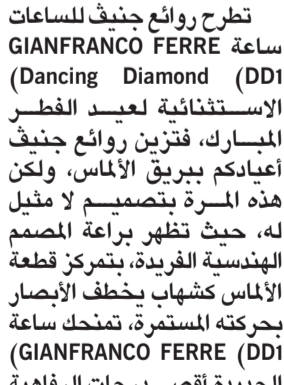 تطرح روائع جنيف للساعات
ساعة GIANFRANCO FERRE
(Dancing Diamond (DD1
الاستثنائية لعيد الفطر
المبارك، فتزين روائع جنيف
أعيادكم ببريق الألماس، ولكن
هذه المرة بتصميم لا مثيل
له، حيث تظهر براعة المصمم
الهندسية الفريدة، بتمركز قطعة
الألماس كشهاب يخطف الأبصار
بحركته المستمرة، تمنحك ساعة
(GIANFRANCO FERRE (DD1